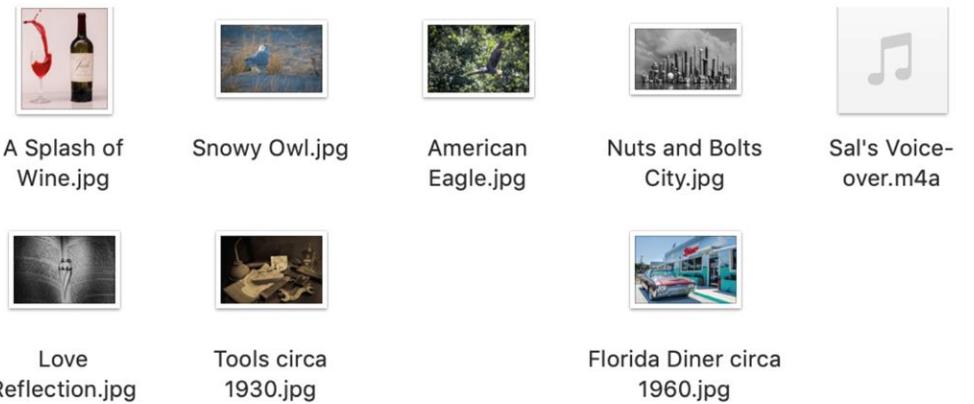 A Splash of
Wine.jpg
Snowy Owl.jpg
American
Eagle.jpg
Nuts and Bolts
City.jpg
Sal's Voice-
over.m4a
Love
Reflection.jpg
Tools circa
1930.jpg
Florida Diner circa
1960.jpg